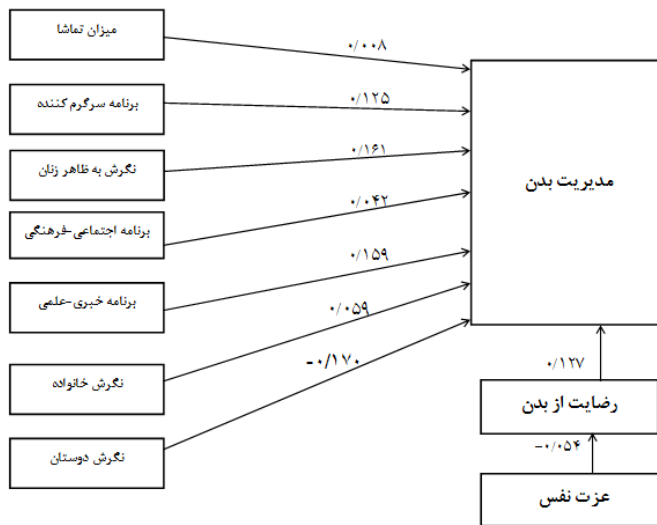 میزان تماشا
۰/۰۰۸
برنامه سرگرم کننده
۰/۱۲۵
نگرش به ظاهر زنان
۰/۱۶۱
مدیریت بدن
برنامه اجتماعی-فرهنگی
۰/۰۴۲
برنامه خبری-علمی
۰/۱۵۹
نگرش خانواده
۰/۰۵۹
نگرش دوستان
-۰/۱۷۰
۰/۱۲۷
رضایت از بدن
-۰/۰۵۴
عزت نفس